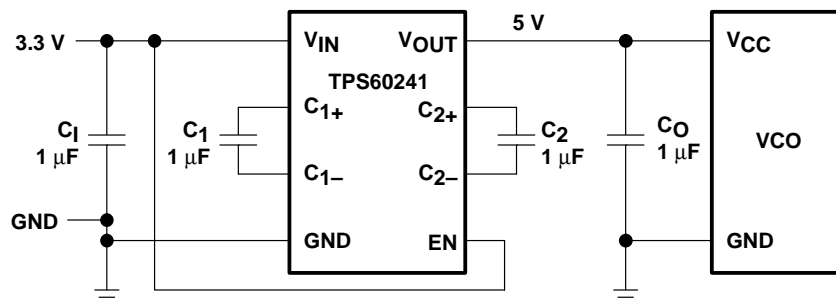 3.3 V
VIN
VOUT
5 V
VCC
TPS60241
CI
1 μF
C1
1 μF
C1+
C1–
C2+
C2–
C2
1 μF
CO
1 μF
VCO
GND
GND
EN
GND